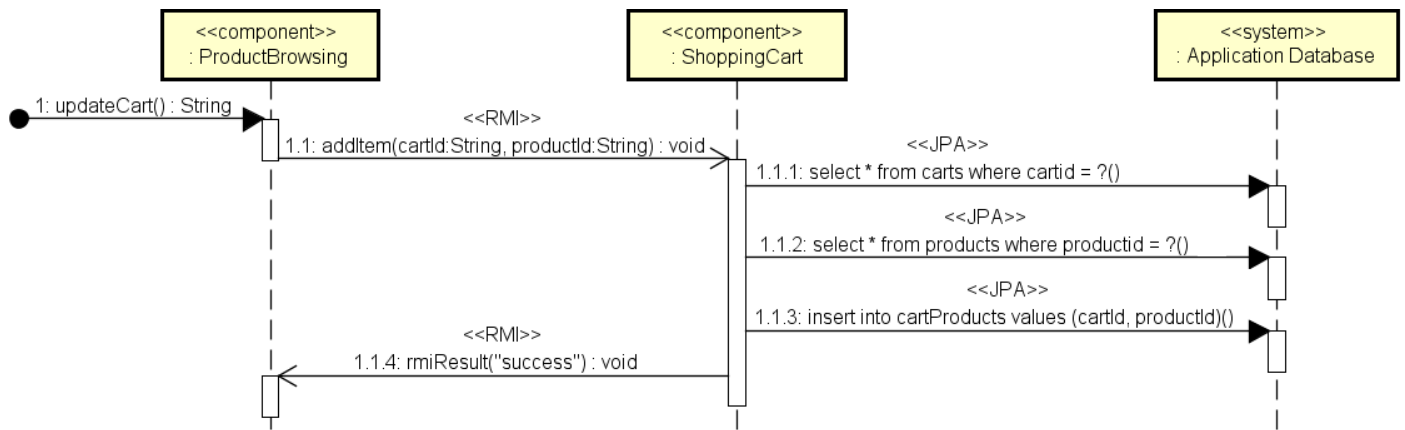 <<component>>
: ProductBrowsing
<<component>>
: ShoppingCart
<<system>>
: Application Database
1: updateCart() : String
<<RMI>>
1.1: addItem(cartId:String, productId:String) : void
<<JPA>>
1.1.1: select * from carts where cartid = ?()
<<JPA>>
1.1.2: select * from products where productid = ?()
<<JPA>>
1.1.3: insert into cartProducts values (cartId, productId)()
<<RMI>>
1.1.4: rmiResult("success") : void